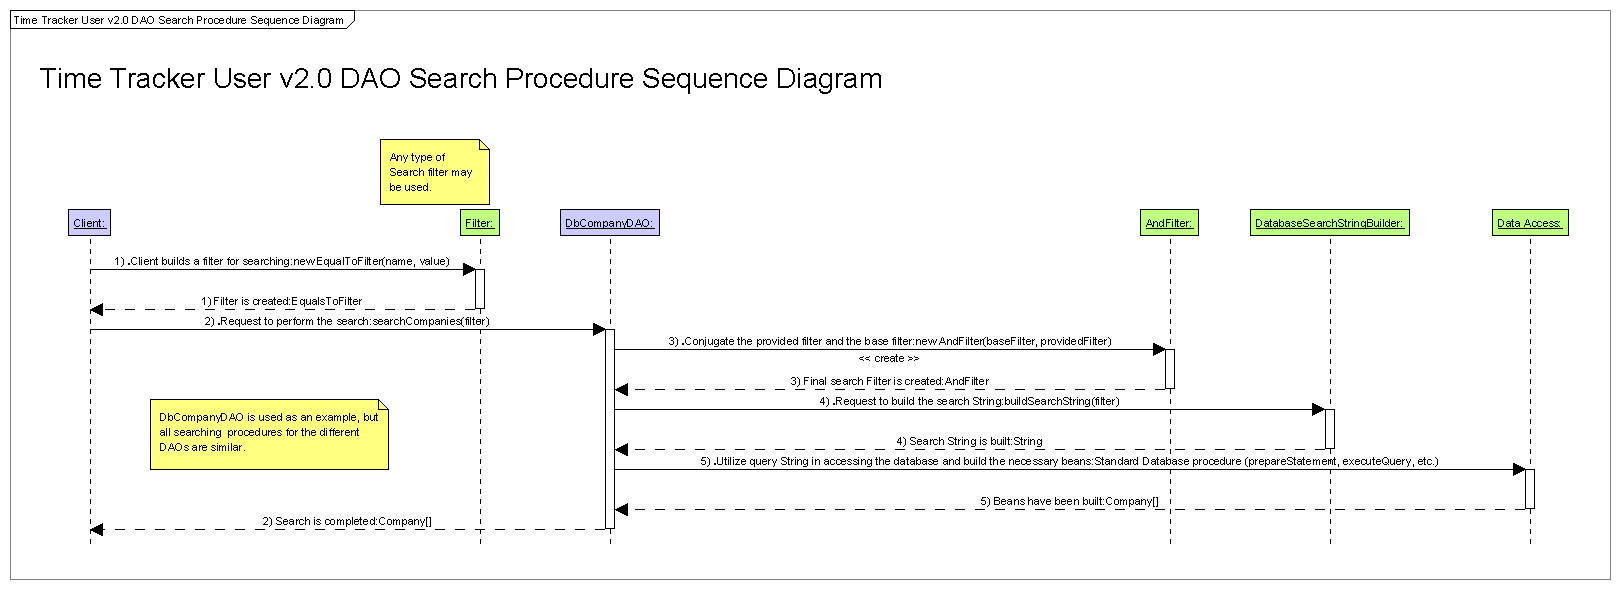 Time Tracker User v2.0 DAO Search Procedure Sequence Diagram
Time Tracker User v2.0 DAO Search Procedure Sequence Diagram
Any type of
Search filter may
be used.
Client:
Filter:
DbCompanyDAO:
AndFilter:
DatabaseSearchStringBuilder:
Data Access:
1) .Client builds a filter for searching:new EqualToFilter(name, value)
1) Filter is created:EqualsToFilter
2) .Request to perform the search:searchCompanies(filter)
3) .Conjugate the provided filter and the base filter:new AndFilter(baseFilter, providedFilter)
<< create >>
3) Final search Filter is created:AndFilter
4) .Request to build the search String:buildSearchString(filter)
DbCompanyDAO is used as an example, but
all searching procedures for the different
DAOs are similar.
4) Search String is built:String
5) .Utilize query String in accessing the database and build the necessary beans:Standard Database procedure (prepareStatement, executeQuery, etc.)
5) Beans have been built:Company[]
2) Search is completed:Company[]